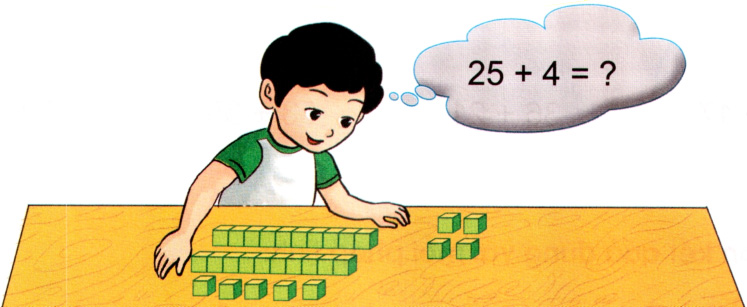 25 + 4 = ?